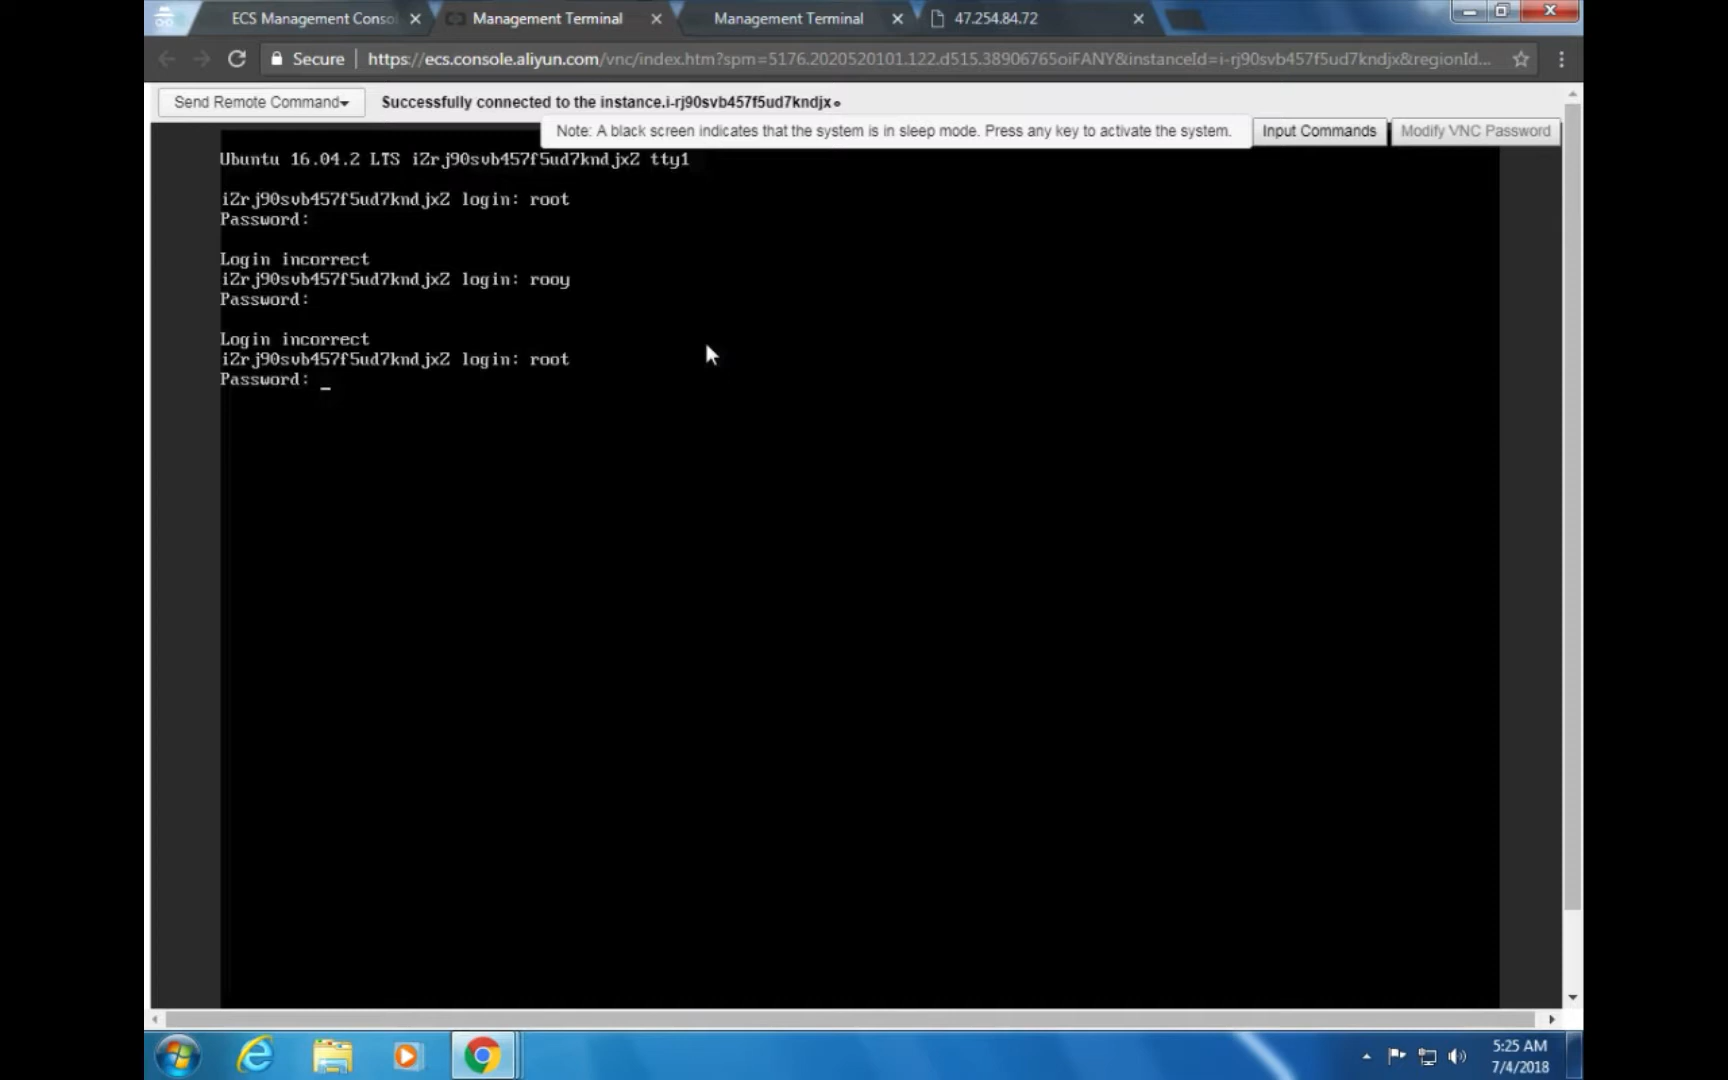 ECS Management Conso
Management Terminal
Management Terminal
47.254.84.72
Secure
https://ecs.console.aliyun.com/vnc/index.htm?spm=5176.2020520101.122.d515.38906765oiFANY&instanceId=i-rj90svb457f5ud7kndjx&regionId...
Send Remote Command
Successfully connected to the instance.i-rj90svb457f5ud7kndjx。
Note: A black screen indicates that the system is in sleep mode. Press any key to activate the system.
Input Commands
Modify VNC Password
Ubuntu 16.04.2 LTS iZrj90svb457f5ud7kndjxZ tty1
iZrj90svb457f5ud7kndjxZ login: root
Password:
Login incorrect
iZrj90svb457f5ud7kndjxZ login: rooy
Password:
Login incorrect
iZrj90svb457f5ud7kndjxZ login: root
Password: _
5:25 AM
7/4/2018